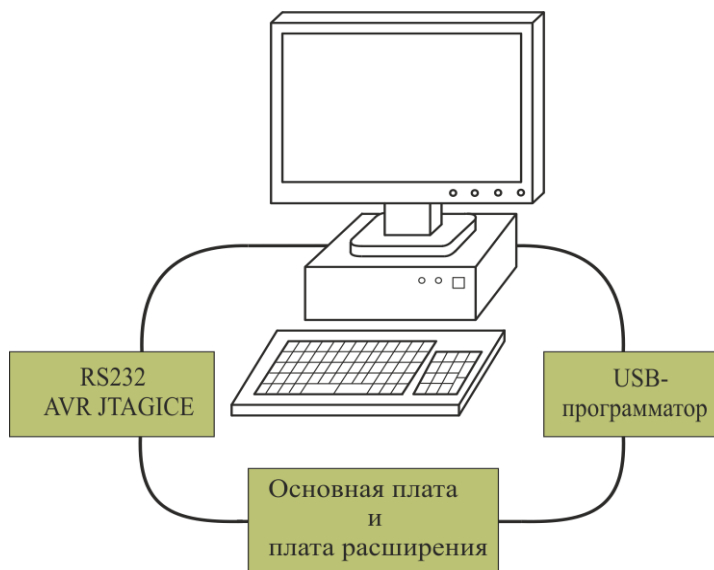 RS232
AVR JTAGICE
USB-
программатор
Основная плата
и
плата расширения